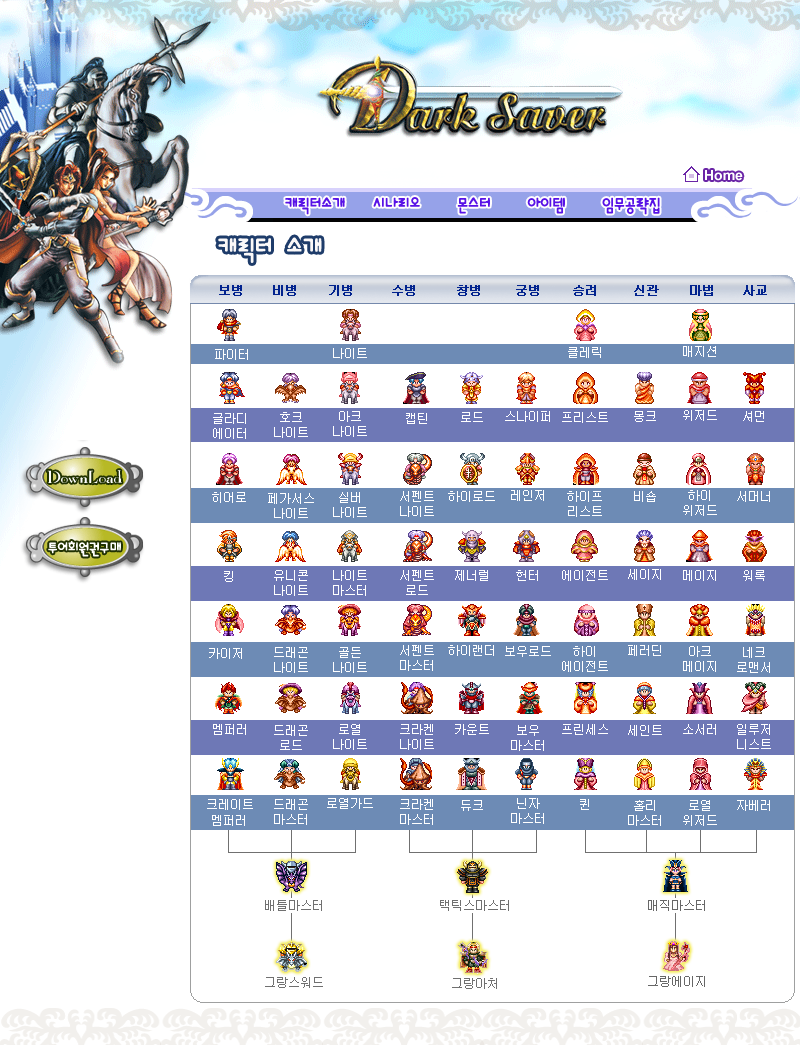 Dark Saver
Home
캐릭터소개 시나리오 몬스터 아이템 임무공략집
캐릭터 소개
보병 비병 기병 수병 창병 궁병 승려 신관 마법 사교
파이터 나이트 클레릭 매지션
글라디 호크 아크 캡틴 로드 스나이퍼 프리스트 몽크 위저드 셔먼
에이터 나이트 나이트
DownLoad
히어로 페가서스 실버 서펜트 하이로드 레인저 하이프 비숍 하이 서머너
나이트 나이트 나이트 리스트 위저드
투어회원권구매
킹 유니콘 나이트 서펜트 제너럴 헌터 에이전트 세이지 메이지 워록
나이트 마스터 로드
카이저 드래곤 골든 서펜트 하이랜더 보우로드 하이 페러딘 아크 네크
나이트 나이트 마스터 에이전트 메이지 로맨서
멤퍼러 드래곤 로열 크라켄 카운트 보우 프린세스 세인트 소서러 일루저
로드 나이트 나이트 마스터 니스트
크레이트 드래곤 로열가드 크라켄 듀크 닌자 퀸 홀리 로열 자베러
멤퍼러 마스터 마스터 마스터 마스터 위저드
배틀마스터 택틱스마스터 매직마스터
그랑스워드 그랑아처 그랑에이지